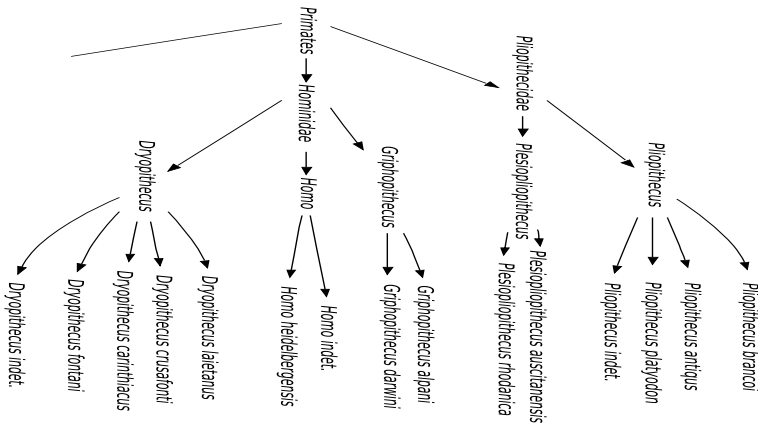 Primates
Hominidae
Pliopithecidae
Dryopithecus
Homo
Griphopithecus
Plesiopliopithecus
Pliopithecus
Dryopithecus indet.
Dryopithecus fontani
Dryopithecus carinthiacus
Dryopithecus crusafonti
Dryopithecus laietanus
Homo heidelbergensis
Homo indet.
Griphopithecus darwini
Griphopithecus alpani
Plesiopliopithecus rhodanica
Plesiopliopithecus auscitanensis
Pliopithecus indet.
Pliopithecus platyodon
Pliopithecus antiqus
Pliopithecus brancoi